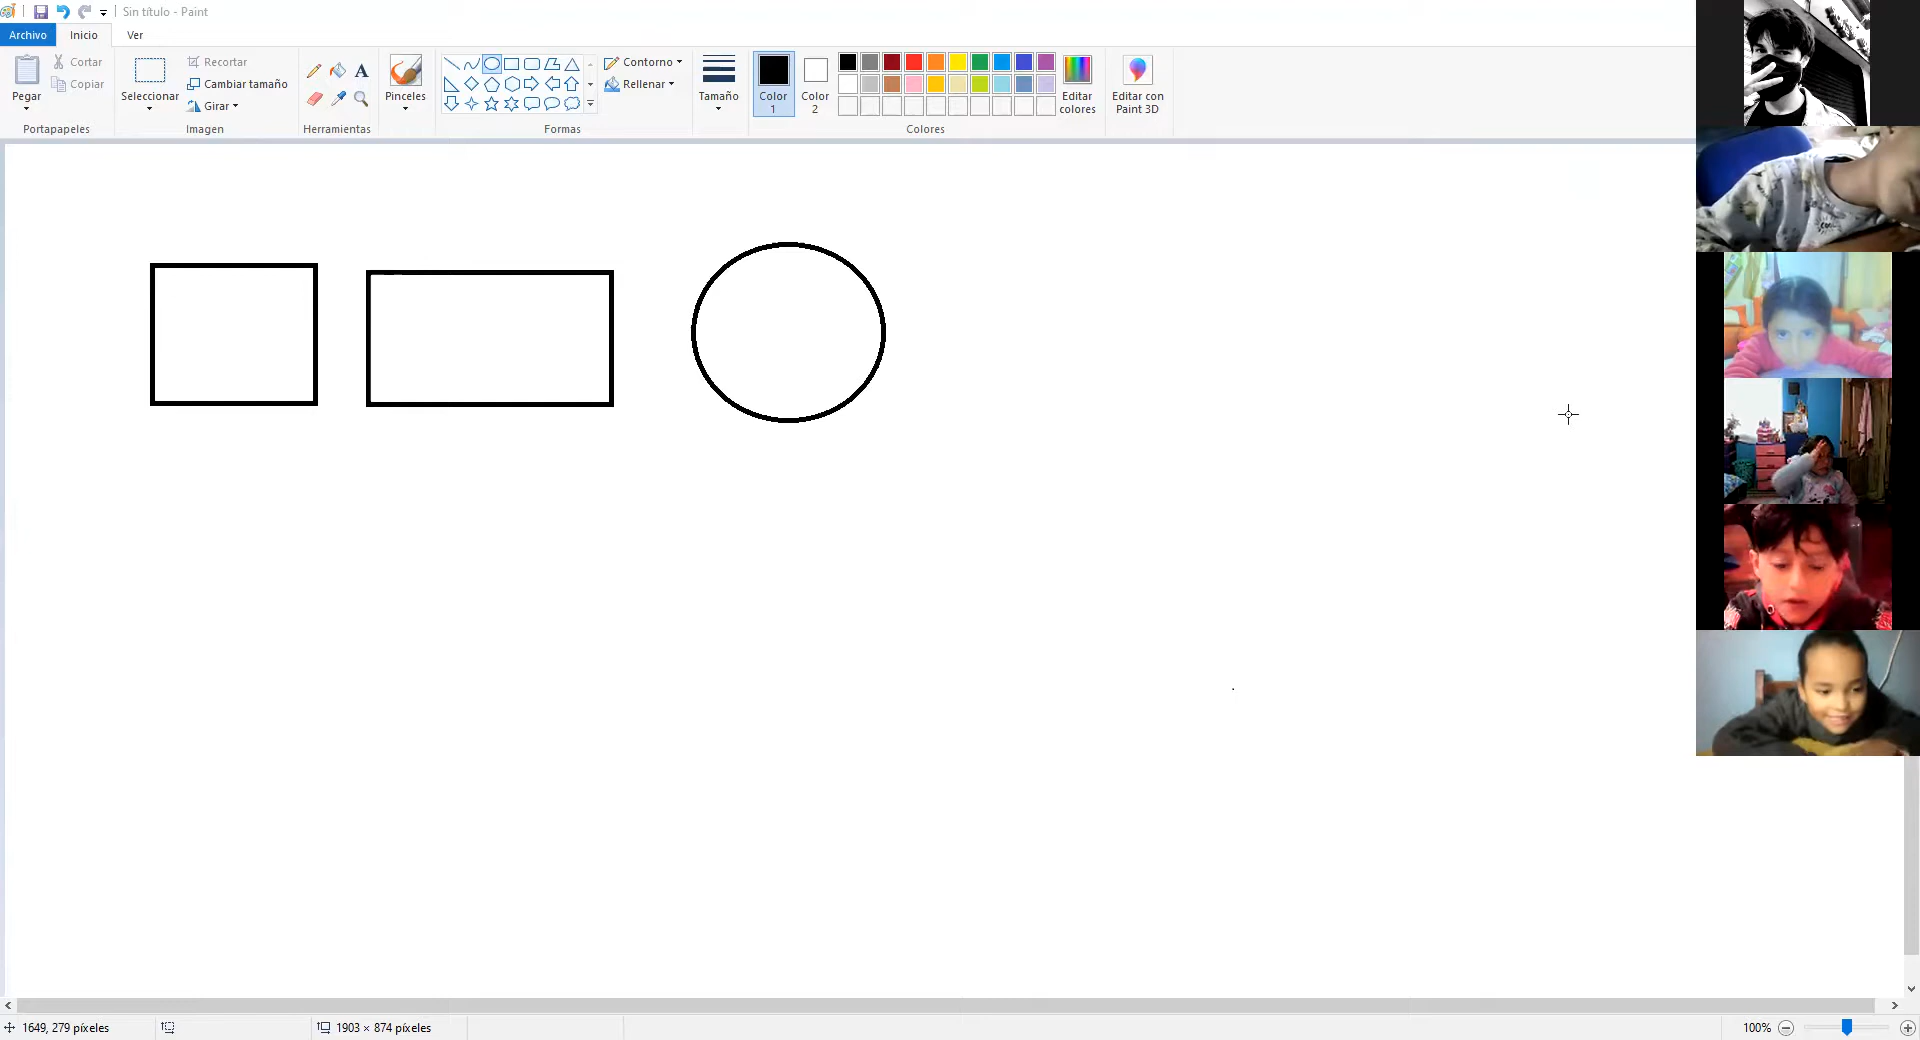 Sin título - Paint
Archivo Inicio Ver
Pegar
Cortar
Copiar
Portapapeles
Seleccionar
Recortar
Cambiar tamaño
Girar
Imagen
A
Herramientas
Pinceles
Contorno
Rellenar
Formas
Tamaño
Color 1
Color 2
Editar colores
Colores
Editar con Paint 3D
1649, 279 píxeles
1903 × 874 píxeles
100%